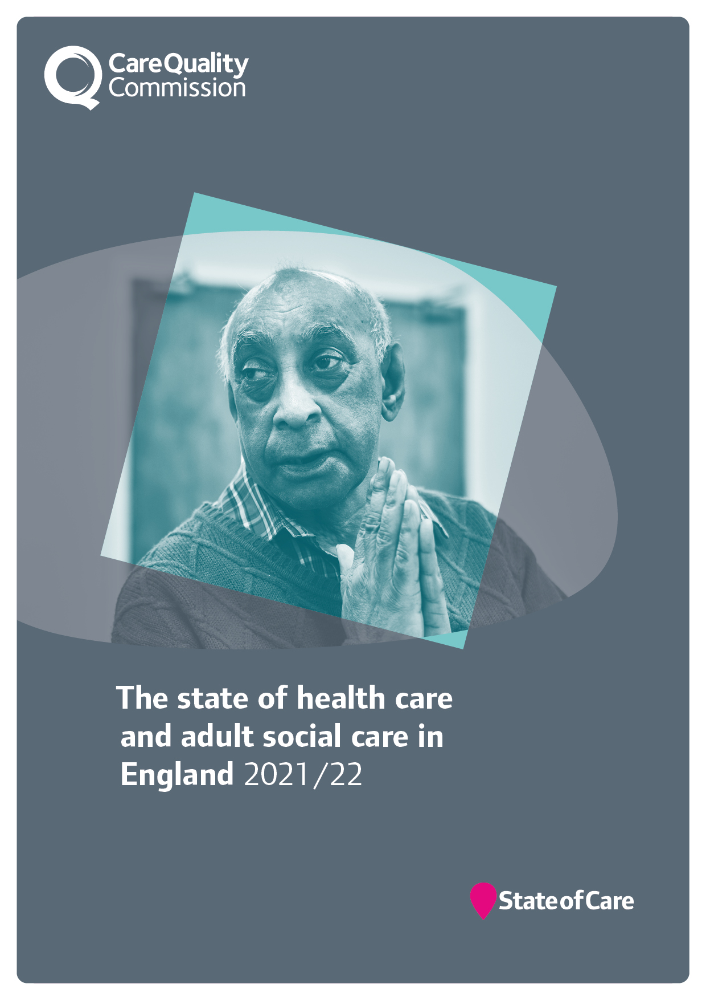 CareQuality
Commission
The state of health care
and adult social care in
England 2021/22
StateofCare